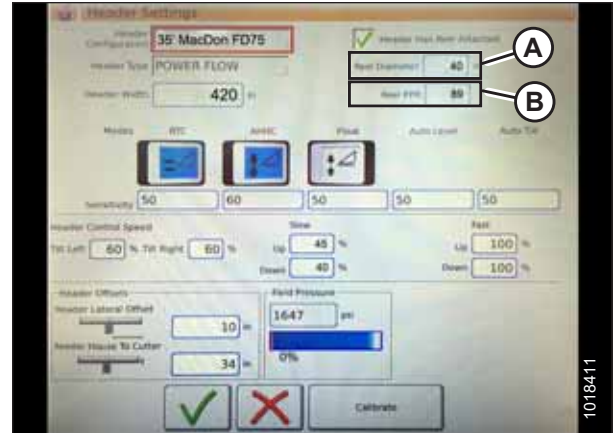 Header Settings
Header Configuration 35' MacDon FD75
Header Has Reel Attached
A
Header Type POWER FLOW
Reel Diameter 40
Header Width 420 in
Reel PPR 89
B
Modes RTC AHHC Float Auto Level Auto Tilt
Sensitivity 50 60 50 50 50
Header Control Speed Slow Fast
Tilt Left 60 % Tilt Right 60 % Up 48 % Up 100 %
Down 40 % Down 100 %
Header Offsets Field Pressure
Header Lateral Offset 1647 psi
10 in
Feeder House To Cutter 0%
34 in
Calibrate
1018411